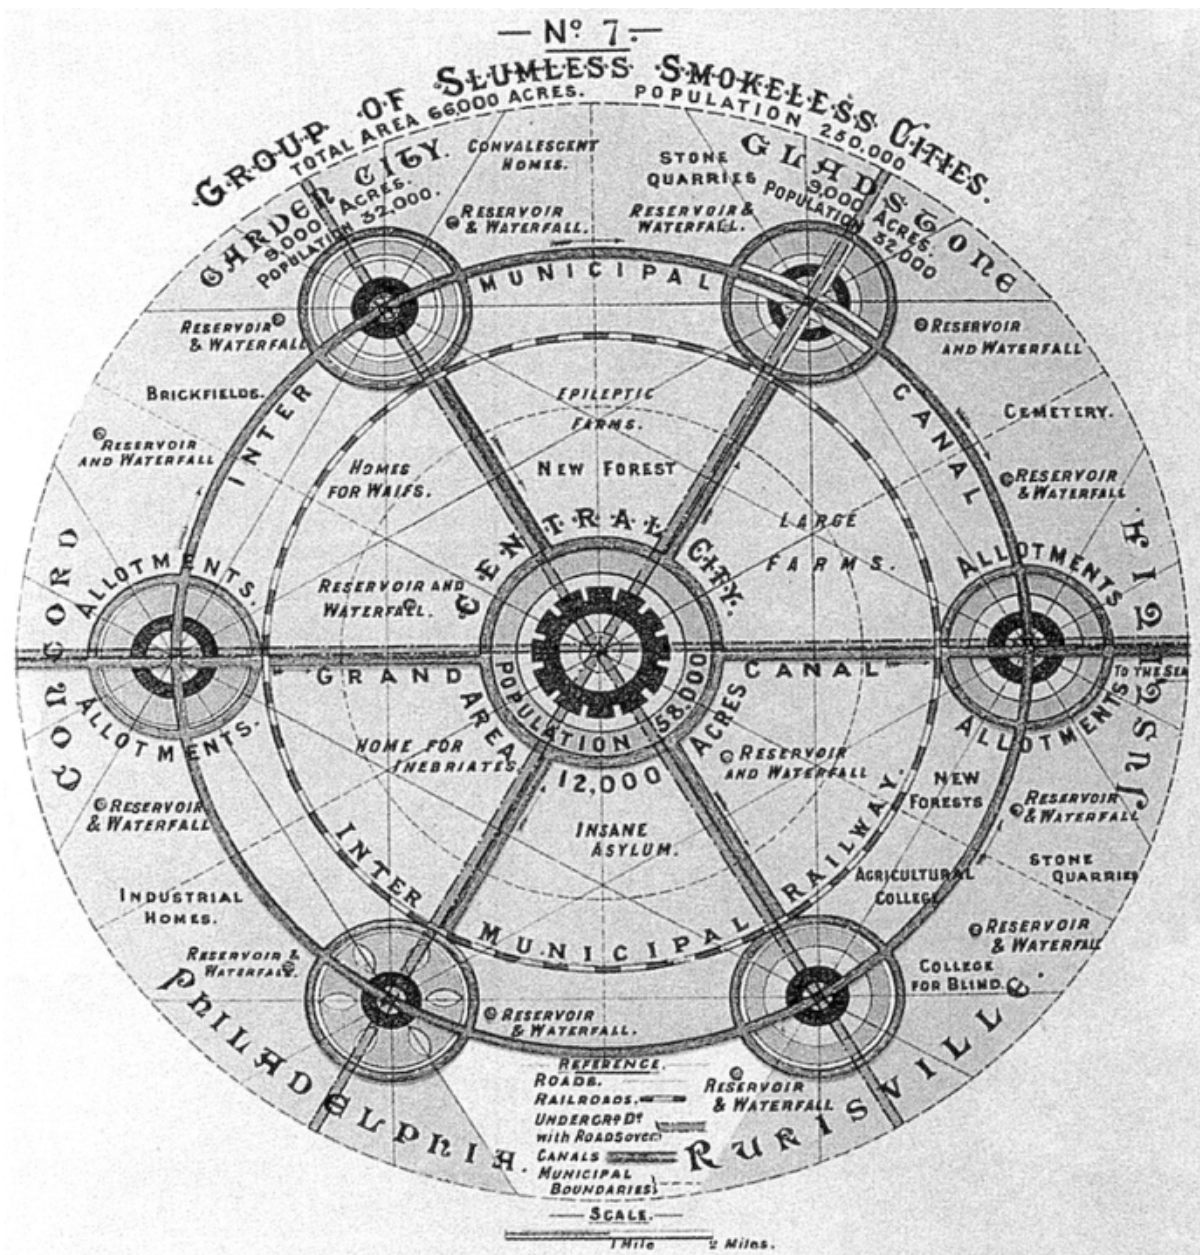 — Nº 7. —
GROUP OF SLUMLESS SMOKELESS CITIES.
TOTAL AREA 66,000 ACRES. POPULATION 250,000
GARDEN CITY.
9,000 ACRES.
POPULATION 32,000.
CONVALESCENT
HOMES.
STONE
QUARRIES
GLADSTONE
9,000 ACRES.
POPULATION 32,000
RESERVOIR
& WATERFALL.
RESERVOIR &
WATERFALL.
INTER MUNICIPAL CANAL
RESERVOIR
& WATERFALL
RESERVOIR
AND WATERFALL
BRICKFIELDS.
EPILEPTIC
FARMS.
CEMETERY.
RESERVOIR
AND WATERFALL
HOMES
FOR WAIFS.
NEW FOREST
RESERVOIR
& WATERFALL
LARGE
FARMS.
CONCORD
ALLOTMENTS.
RESERVOIR AND
WATERFALL.
CENTRAL CITY.
ALLOTMENTS
JUSTITIA
GRAND CANAL
TO THE SEA
POPULATION 58,000
AREA 12,000 ACRES
ALLOTMENTS.
ALLOTMENTS
HOME FOR
INEBRIATES.
RESERVOIR
AND WATERFALL
NEW
FORESTS
RESERVOIR
& WATERFALL
RESERVOIR
& WATERFALL
INSANE
ASYLUM.
STONE
QUARRIES
AGRICULTURAL
COLLEGE
INTER MUNICIPAL RAILWAY.
INDUSTRIAL
HOMES.
RESERVOIR
& WATERFALL
RESERVOIR &
WATERFALL.
COLLEGE
FOR BLIND.
RESERVOIR
& WATERFALL.
PHILADELPHIA.
RURISVILLE.
RESERVOIR
& WATERFALL
REFERENCE.
ROADS.
RAILROADS.
UNDERGRD Do
with ROADS over
CANALS
MUNICIPAL
BOUNDARIES
— SCALE. —
1 Mile 2 Miles.